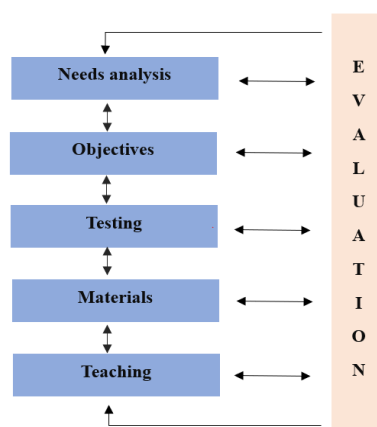 Needs analysis
Objectives
Testing
Materials
Teaching
E
V
A
L
U
A
T
I
O
N